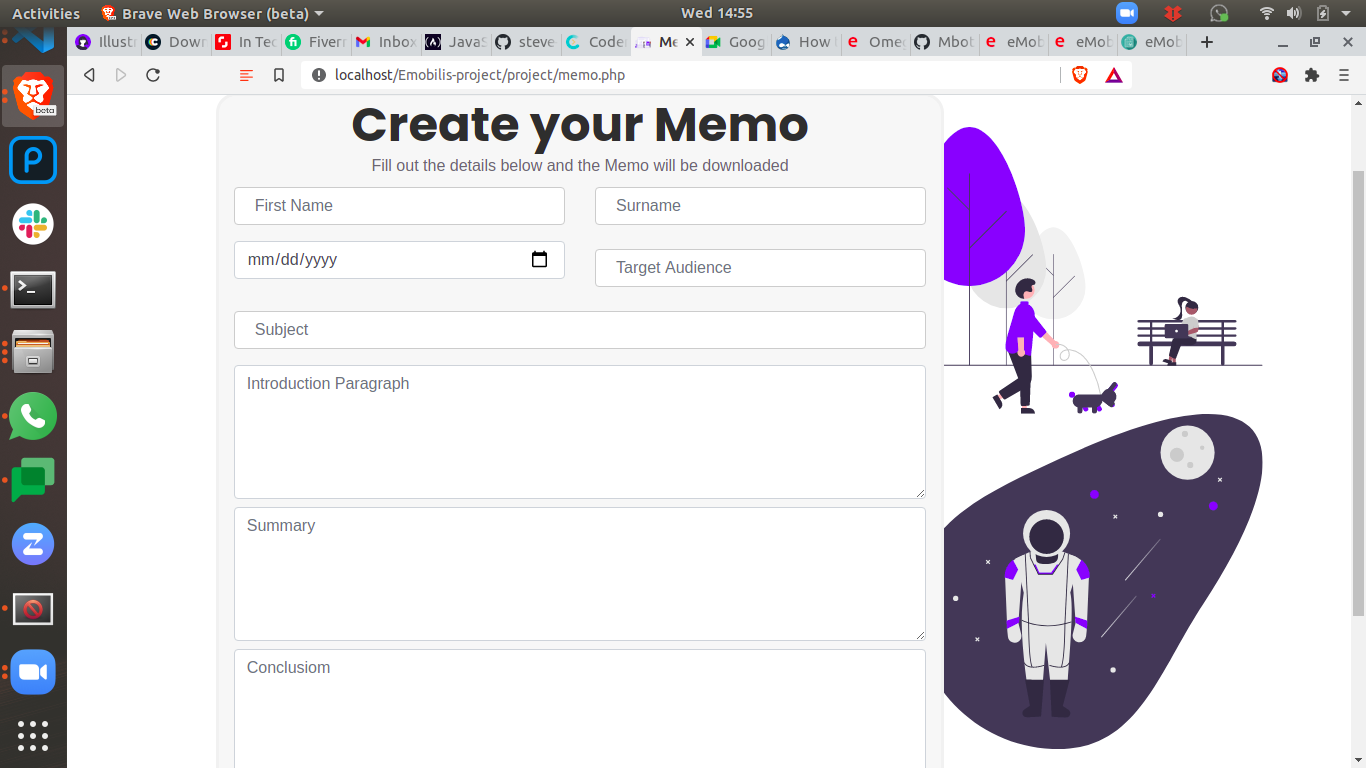 Activities Brave Web Browser (beta) Wed 14:55
Illustr Down In Tec Fiverr Inbox JavaS steve Coder Me Goog How t Omeg Mbot eMob eMob eMob
localhost/Emobilis-project/project/memo.php
beta
Create your Memo
Fill out the details below and the Memo will be downloaded
First Name Surname
mm/dd/yyyy
Target Audience
Subject
Introduction Paragraph
Summary
Conclusiom